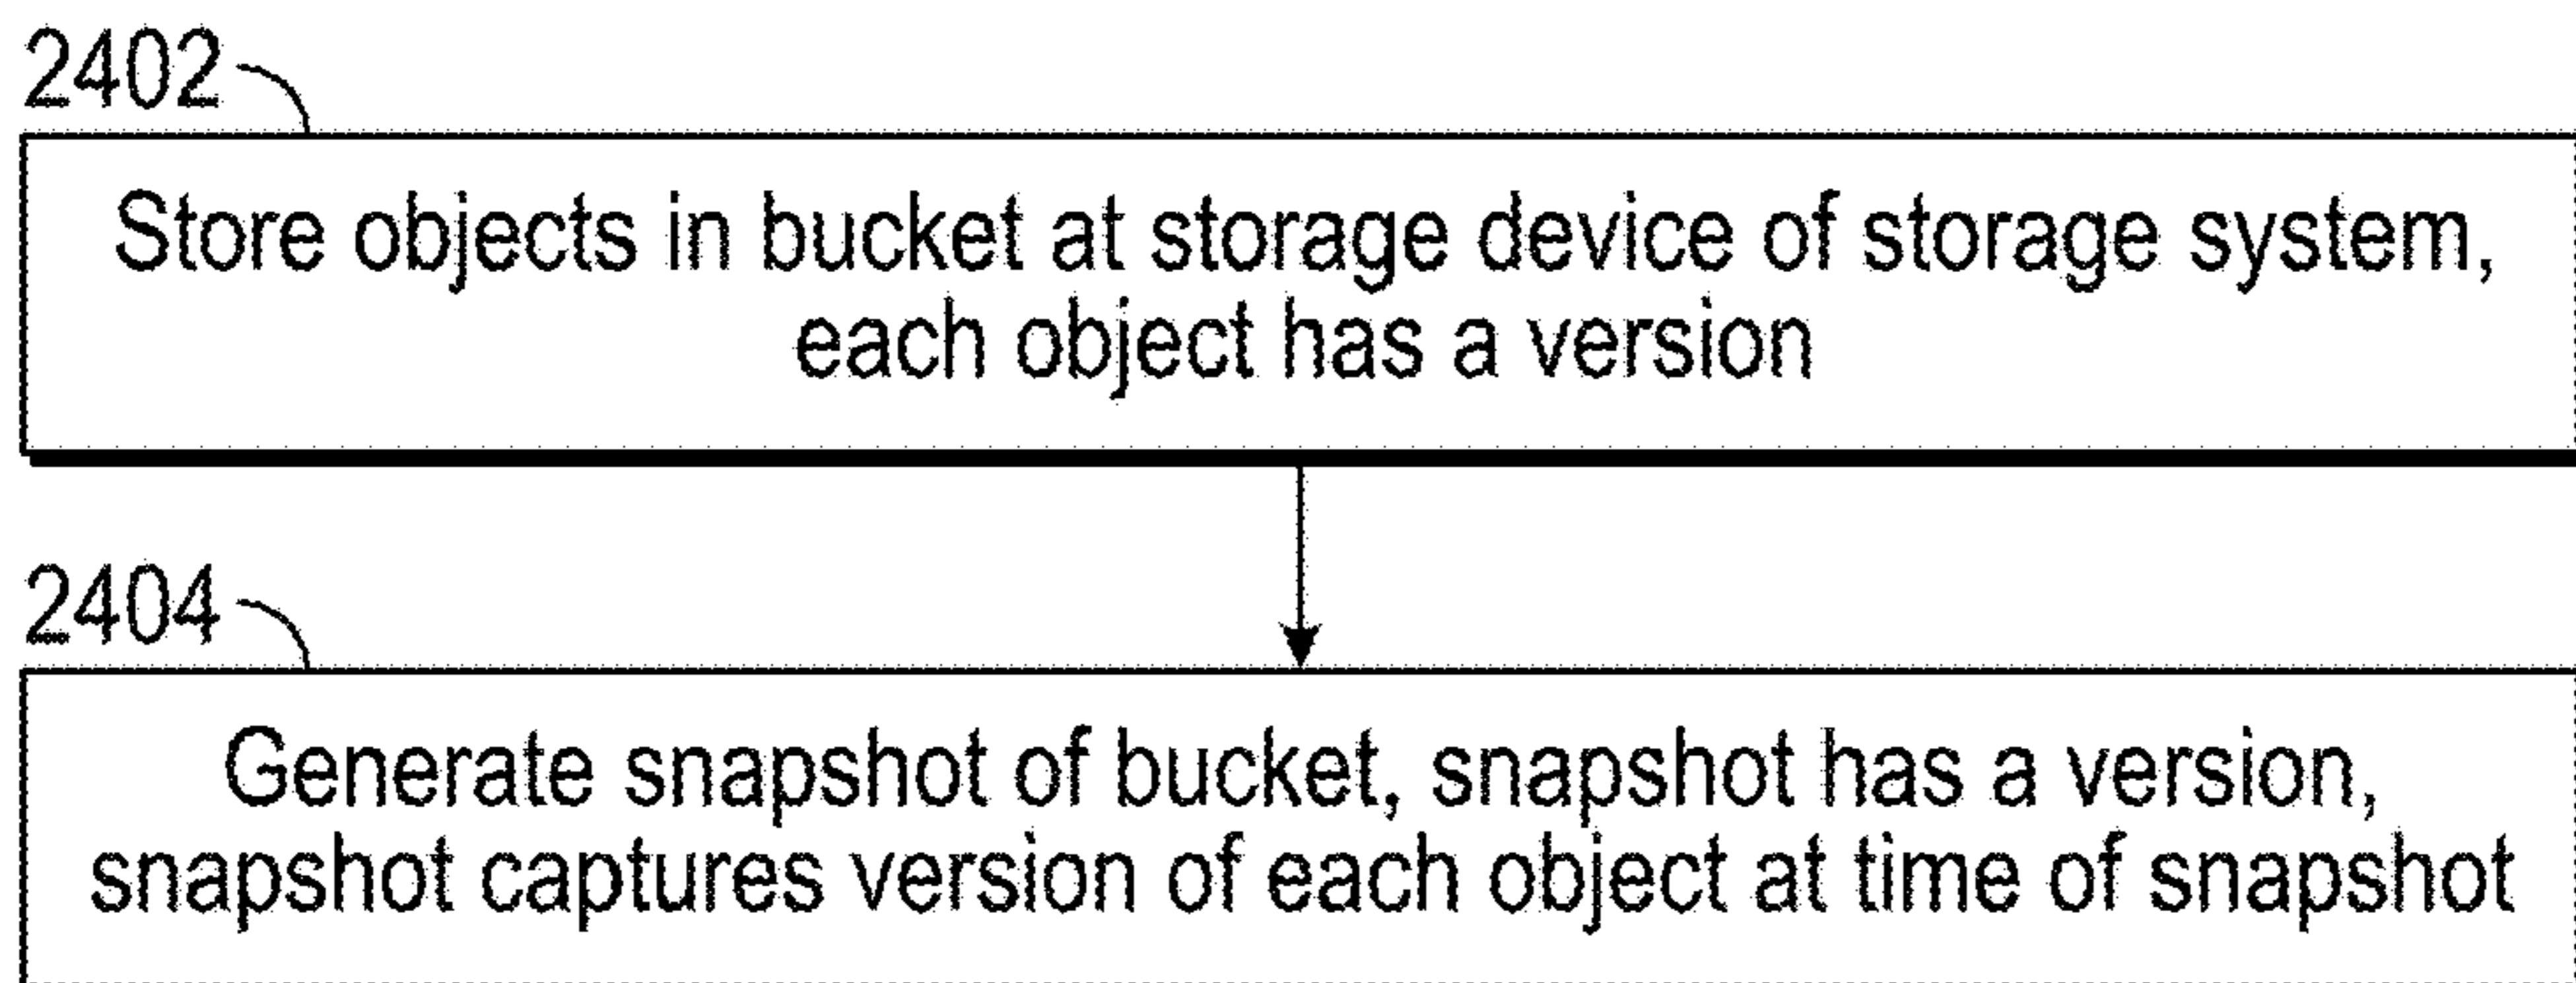 2402
Store objects in bucket at storage device of storage system,
each object has a version
2404
Generate snapshot of bucket, snapshot has a version,
snapshot captures version of each object at time of snapshot